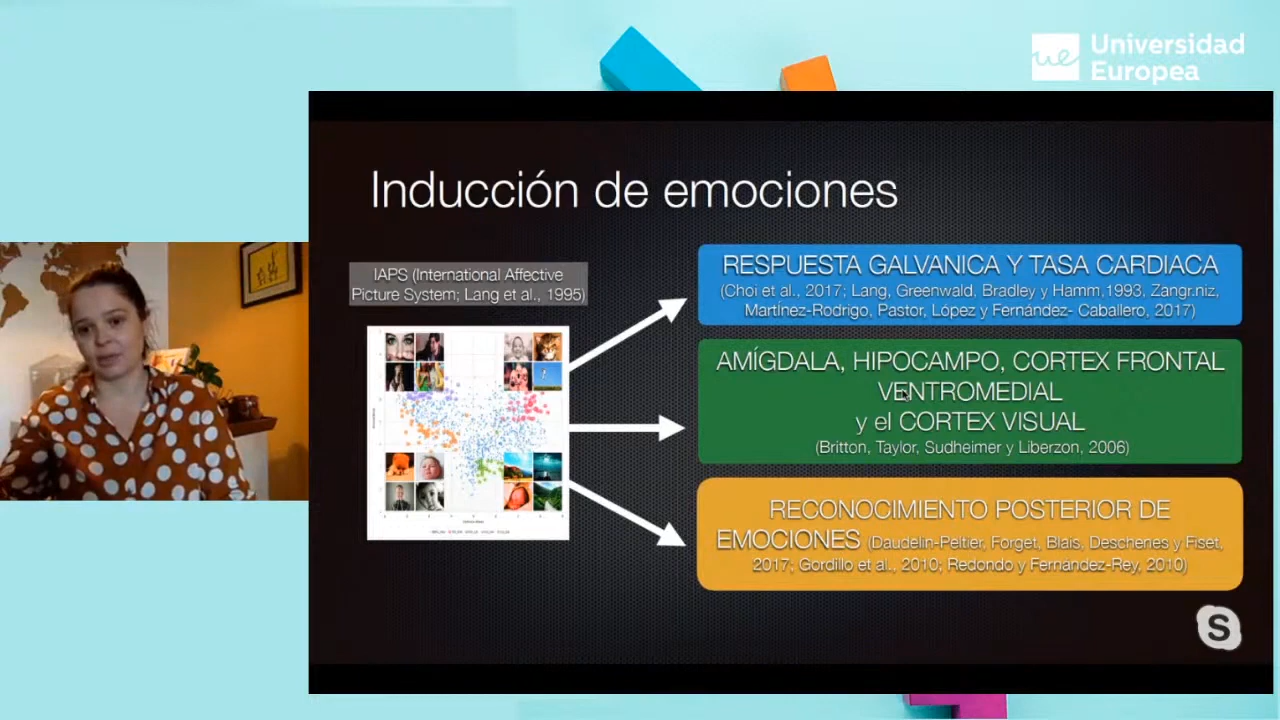 Universidad
Europea
Inducción de emociones
IAPS (International Affective
Picture System; Lang et al., 1995)
RESPUESTA GALVANICA Y TASA CARDIACA
(Choi et al., 2017; Lang, Greenwald, Bradley y Hamm,1993, Zangr.niz,
Martínez-Rodrigo, Pastor, López y Fernández- Caballero, 2017)
AMÍGDALA, HIPOCAMPO, CORTEX FRONTAL
VENTROMEDIAL
y el CORTEX VISUAL
(Britton, Taylor, Sudheimer y Liberzon, 2006)
RECONOCIMIENTO POSTERIOR DE
EMOCIONES (Daudelin-Peltier, Forget, Blais, Deschenes y Fiset,
2017; Gordillo et al., 2010; Redondo y Fernandez-Rey, 2010)
S